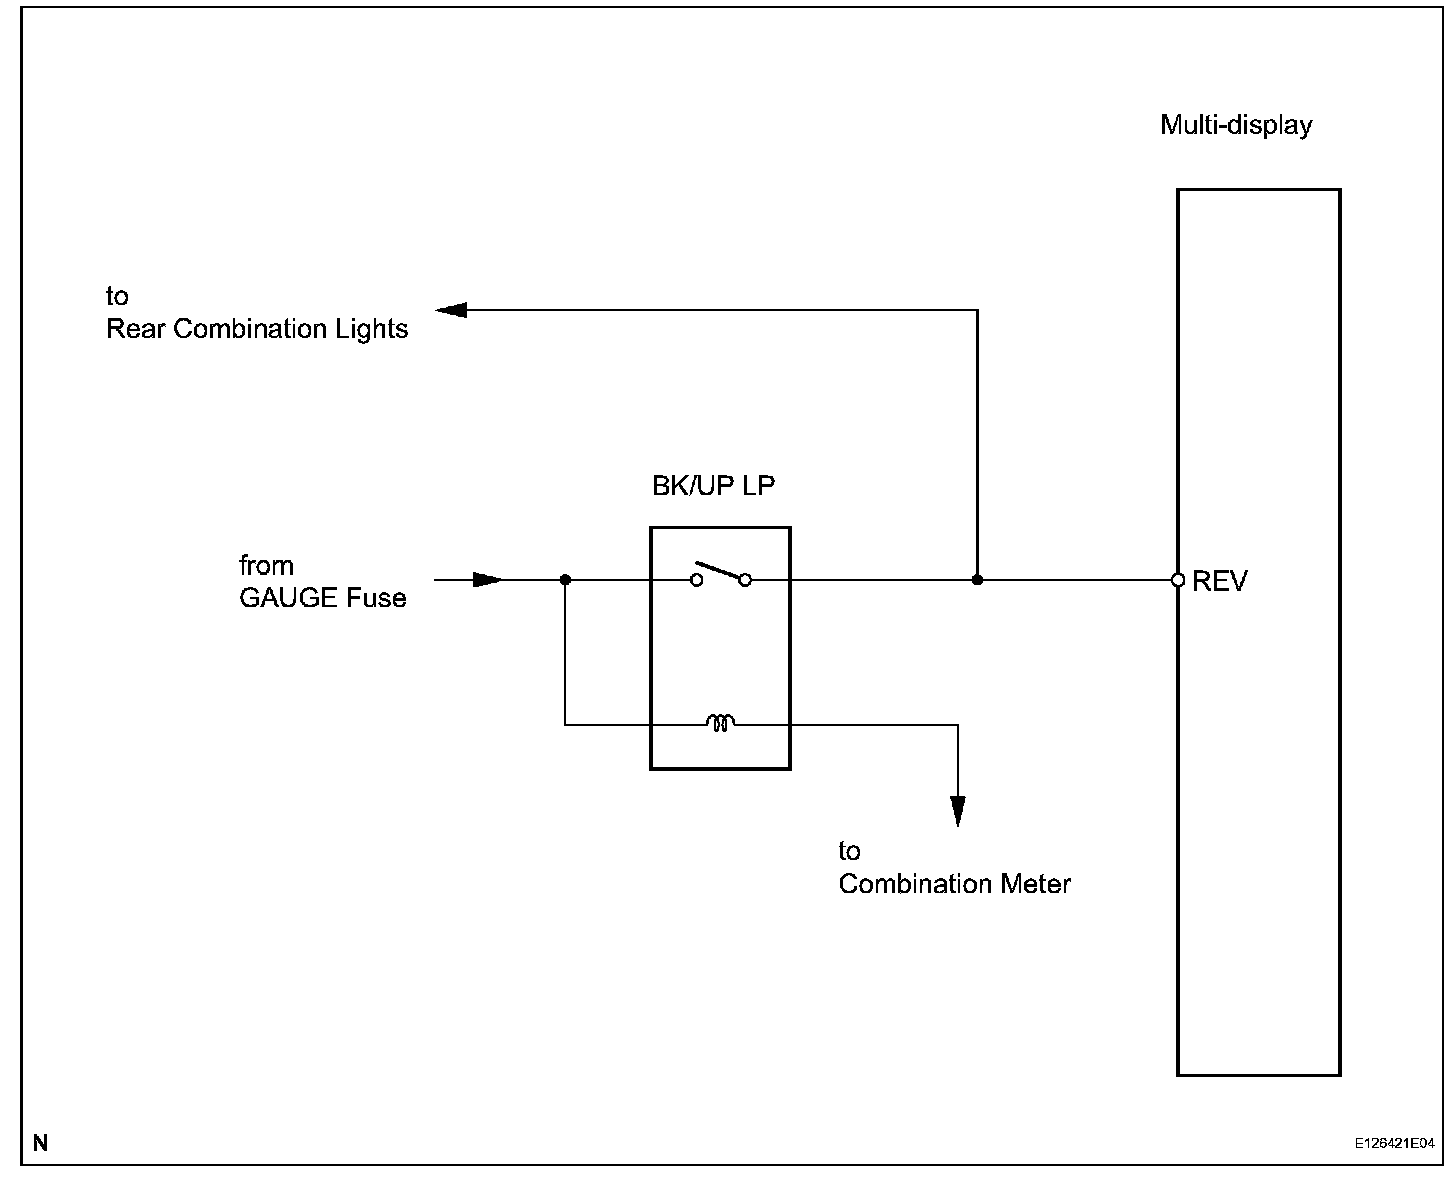 Multi-display
to
Rear Combination Lights
BK/UP LP
from
GAUGE Fuse
REV
to
Combination Meter
N
E126421E04